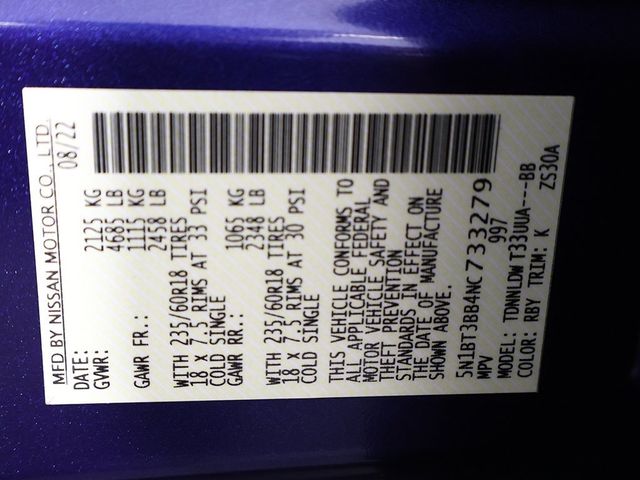 MFD BY NISSAN MOTOR CO., LTD.
DATE: 08/22
GVWR: 2125 KG
4685 LB
GAWR FR.: 1115 KG
2458 LB
WITH 235/60R18 TIRES
18 X 7.5 RIMS AT 33 PSI
COLD SINGLE
GAWR RR.: 1065 KG
2348 LB
WITH 235/60R18 TIRES
18 X 7.5 RIMS AT 30 PSI
COLD SINGLE
THIS VEHICLE CONFORMS TO
ALL APPLICABLE FEDERAL
MOTOR VEHICLE SAFETY AND
THEFT PREVENTION
STANDARDS IN EFFECT ON
THE DATE OF MANUFACTURE
SHOWN ABOVE.
5N1BT3BB4NC733279
MPV 997
MODEL: TDMNLDW T33UUA---BB
COLOR: RBY TRIM: K ZS30A